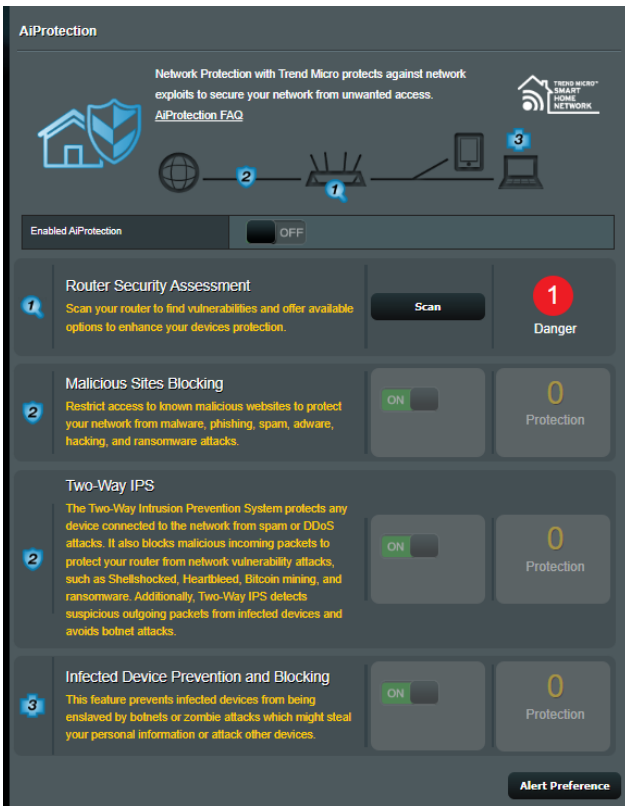 AiProtection
Network Protection with Trend Micro protects against network
exploits to secure your network from unwanted access.
AiProtection FAQ
TREND MICRO™
SMART
HOME
NETWORK
3
2
1
Enabled AiProtection
OFF
1
Router Security Assessment
Scan your router to find vulnerabilities and offer available
options to enhance your devices protection.
Scan
1
Danger
2
Malicious Sites Blocking
Restrict access to known malicious websites to protect
your network from malware, phishing, spam, adware,
hacking, and ransomware attacks.
ON
0
Protection
2
Two-Way IPS
The Two-Way Intrusion Prevention System protects any
device connected to the network from spam or DDoS
attacks. It also blocks malicious incoming packets to
protect your router from network vulnerability attacks,
such as Shellshocked, Heartbleed, Bitcoin mining, and
ransomware. Additionally, Two-Way IPS detects
suspicious outgoing packets from infected devices and
avoids botnet attacks.
ON
0
Protection
3
Infected Device Prevention and Blocking
This feature prevents infected devices from being
enslaved by botnets or zombie attacks which might steal
your personal information or attack other devices.
ON
0
Protection
Alert Preference